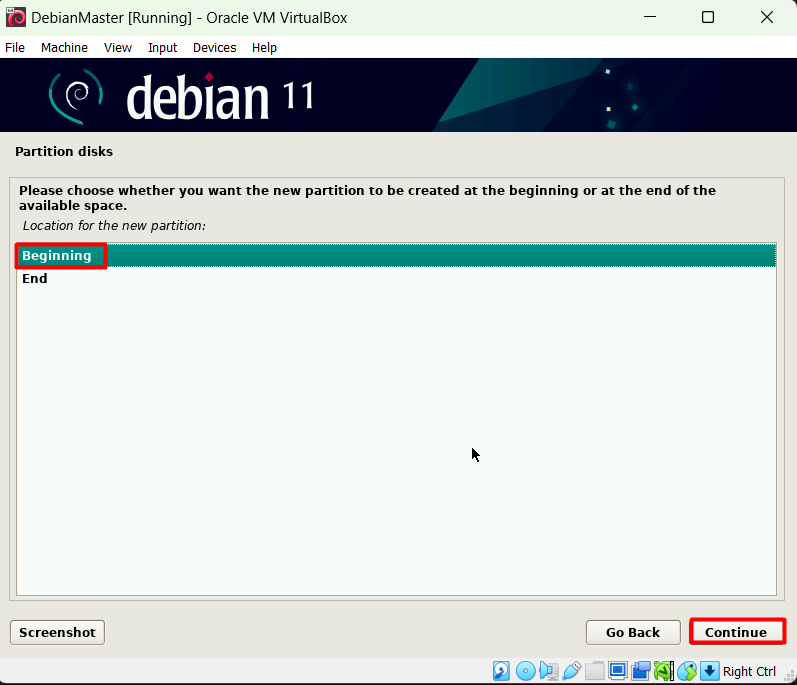 DebianMaster [Running] - Oracle VM VirtualBox
File Machine View Input Devices Help
debian 11
Partition disks
Please choose whether you want the new partition to be created at the beginning or at the end of the
available space.
Location for the new partition:
Beginning
End
Screenshot Go Back Continue
Right Ctrl